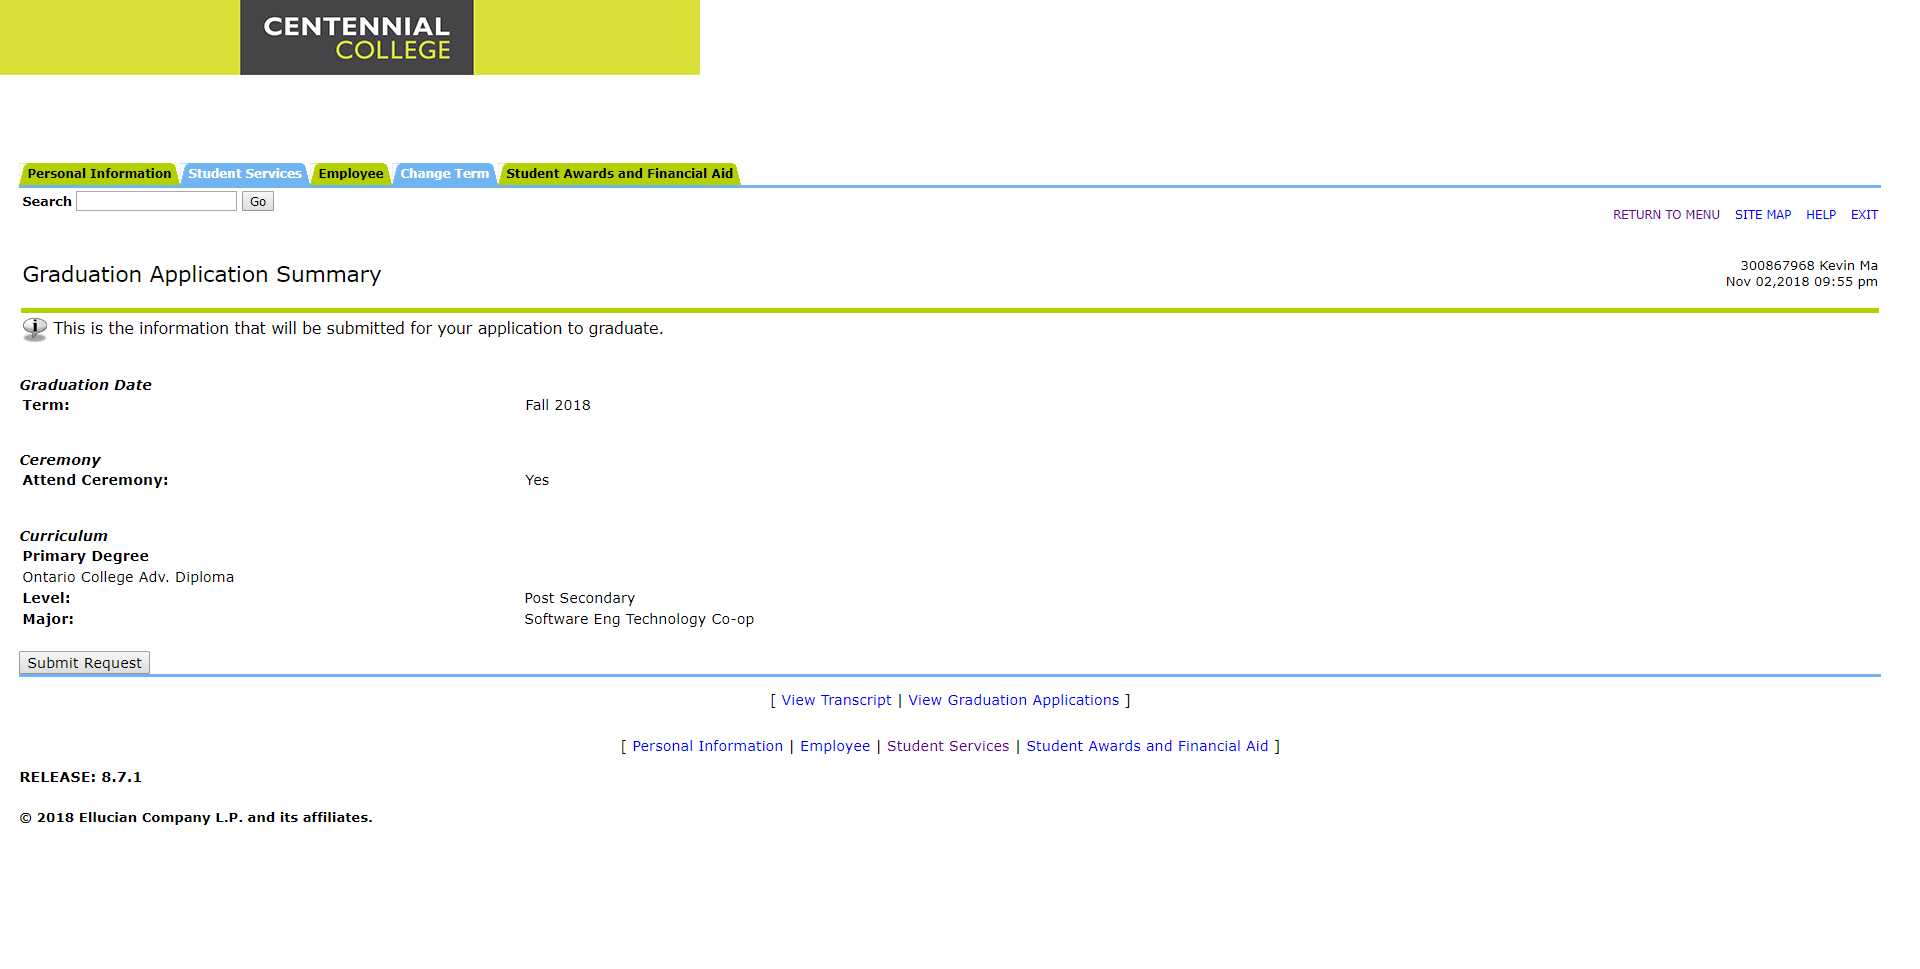 CENTENNIAL
COLLEGE
Personal Information Student Services Employee Change Term Student Awards and Financial Aid
Search Go
RETURN TO MENU SITE MAP HELP EXIT
Graduation Application Summary
300867968 Kevin Ma
Nov 02,2018 09:55 pm
This is the information that will be submitted for your application to graduate.
Graduation Date
Term: Fall 2018
Ceremony
Attend Ceremony: Yes
Curriculum
Primary Degree
Ontario College Adv. Diploma
Level: Post Secondary
Major: Software Eng Technology Co-op
Submit Request
[ View Transcript | View Graduation Applications ]
[ Personal Information | Employee | Student Services | Student Awards and Financial Aid ]
RELEASE: 8.7.1
© 2018 Ellucian Company L.P. and its affiliates.